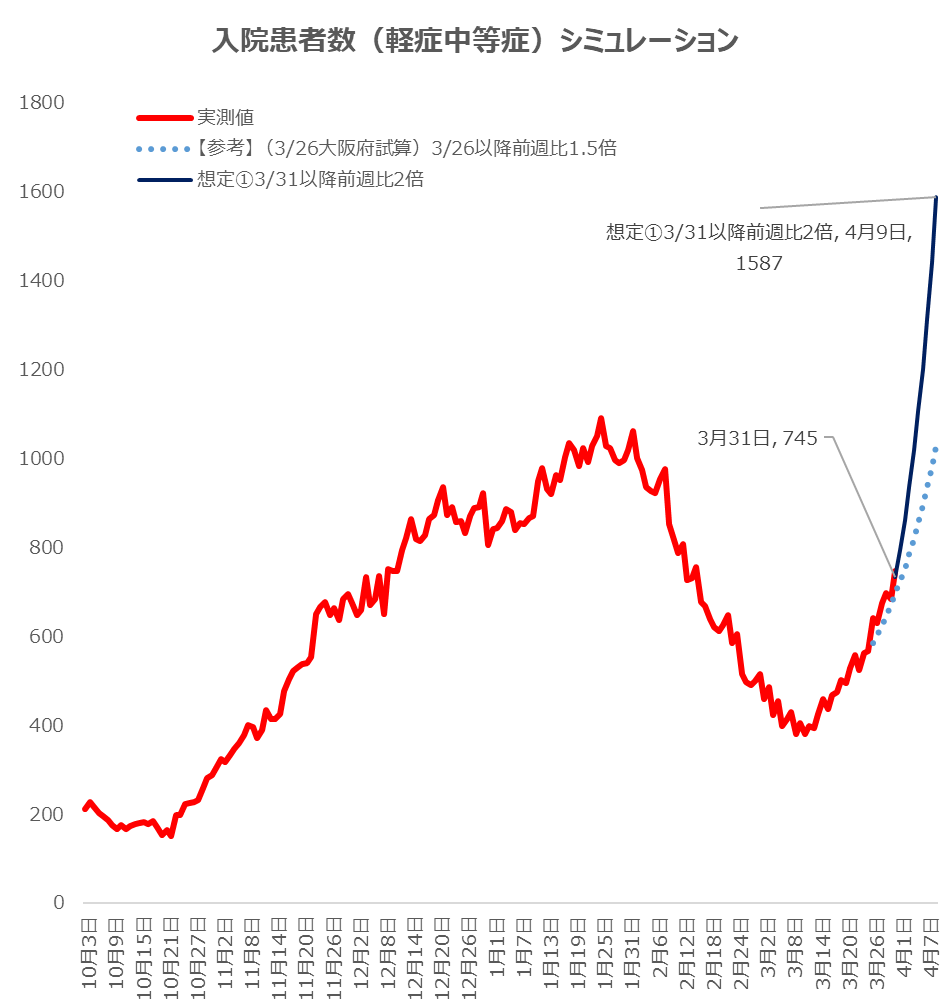 入院患者数（軽症中等症）シミュレーション
1800
1600
1400
1200
1000
800
600
400
200
0
実測値
【参考】（3/26大阪府試算）3/26以降前週比1.5倍
想定①3/31以降前週比2倍
想定①3/31以降前週比2倍, 4月9日,
1587
3月31日, 745
10月3日
10月9日
10月15日
10月21日
10月27日
11月2日
11月8日
11月14日
11月20日
11月26日
12月2日
12月8日
12月14日
12月20日
12月26日
1月1日
1月7日
1月13日
1月19日
1月25日
1月31日
2月6日
2月12日
2月18日
2月24日
3月2日
3月8日
3月14日
3月20日
3月26日
4月1日
4月7日